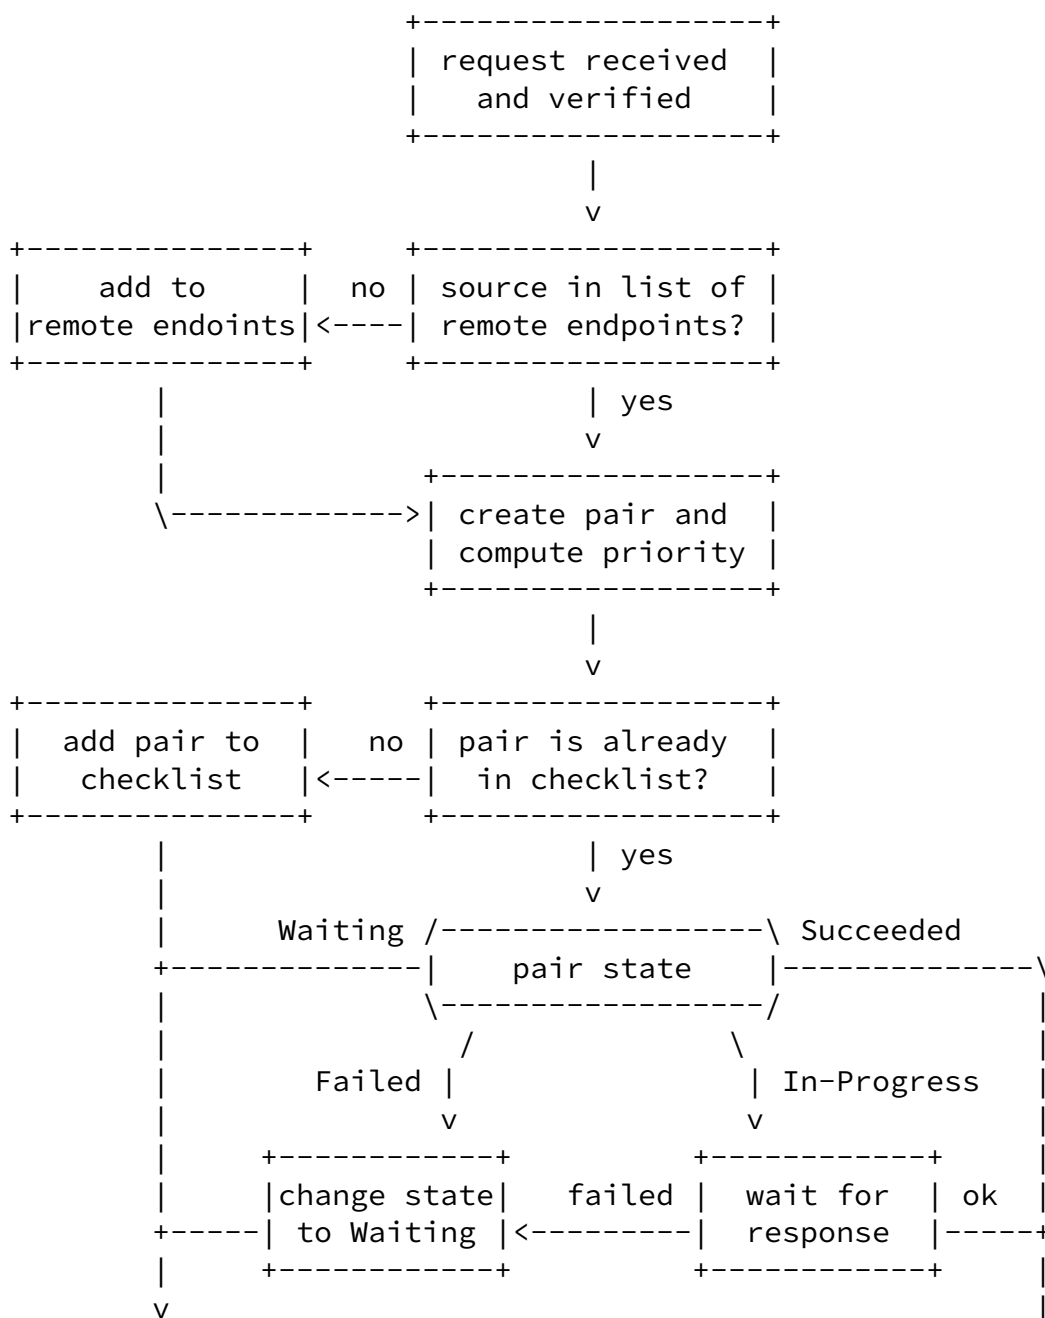 request received
and verified
add to
no
source in list of
remote endoints
remote endpoints?
yes
create pair and
compute priority
add pair to
no
pair is already
checklist
in checklist?
yes
Waiting
Succeeded
pair state
Failed
In-Progress
change state
failed
wait for
ok
to Waiting
response